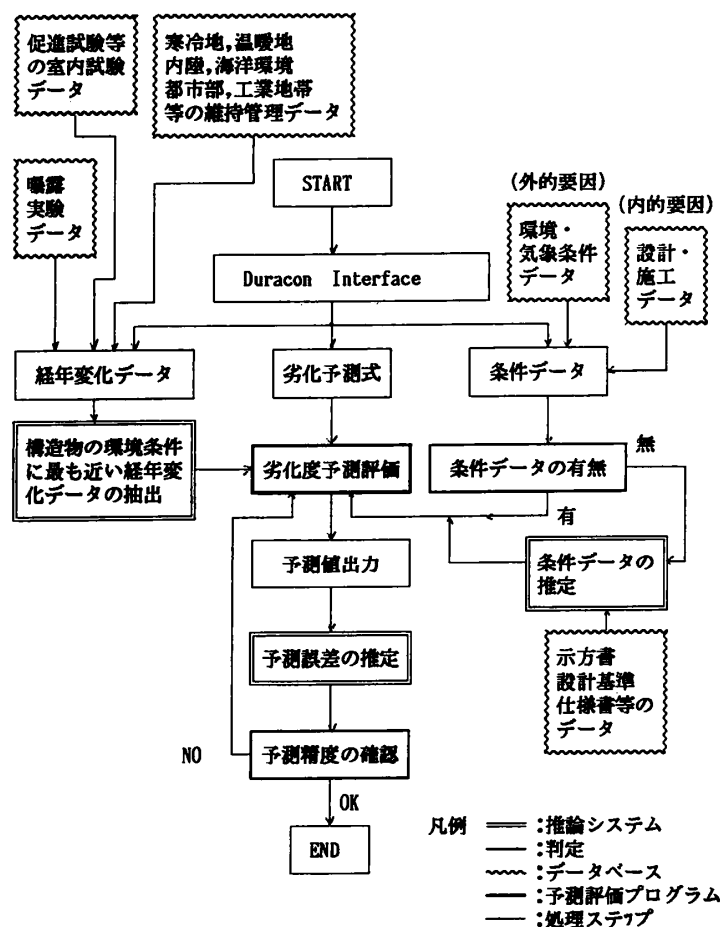 促進試験等
の室内試験
データ
寒冷地,温暖地
内陸,海洋環境
都市部,工業地帯
等の維持管理データ
曝露
実験
データ
START
(外的要因)
環境・
気象条件
データ
(内的要因)
設計・
施工
データ
Duracon Interface
経年変化データ
劣化予測式
条件データ
構造物の環境条件
に最も近い経年変
化データの抽出
劣化度予測評価
条件データの有無
無
有
予測値出力
条件データの
推定
予測誤差の推定
示方書
設計基準
仕様書等の
データ
NO
予測精度の確認
OK
END
凡例
:推論システム
:判定
:データベース
:予測評価プログラム
:処理ステップ